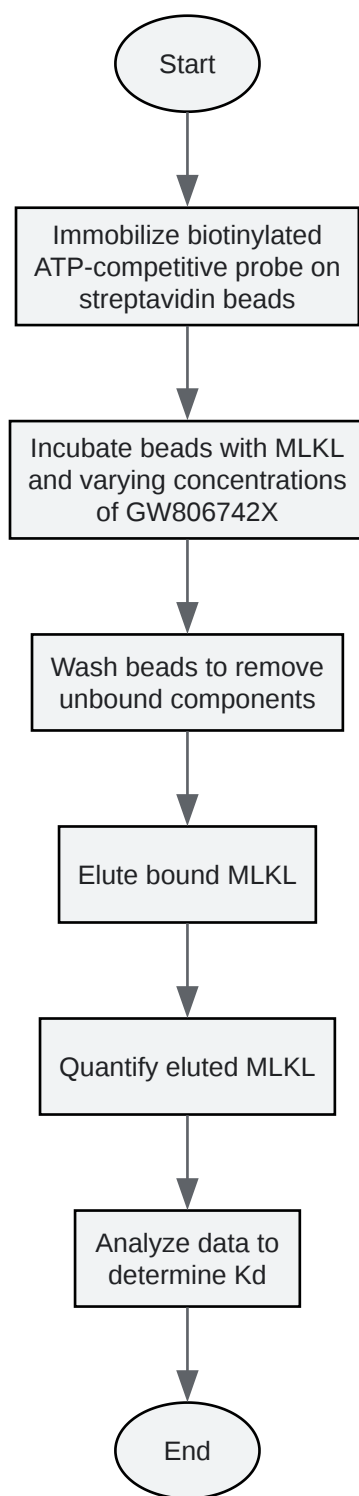 Start
Immobilize biotinylated
ATP-competitive probe on
streptavidin beads
Incubate beads with MLKL
and varying concentrations
of GW806742X
Wash beads to remove
unbound components
Elute bound MLKL
Quantify eluted MLKL
Analyze data to
determine Kd
End